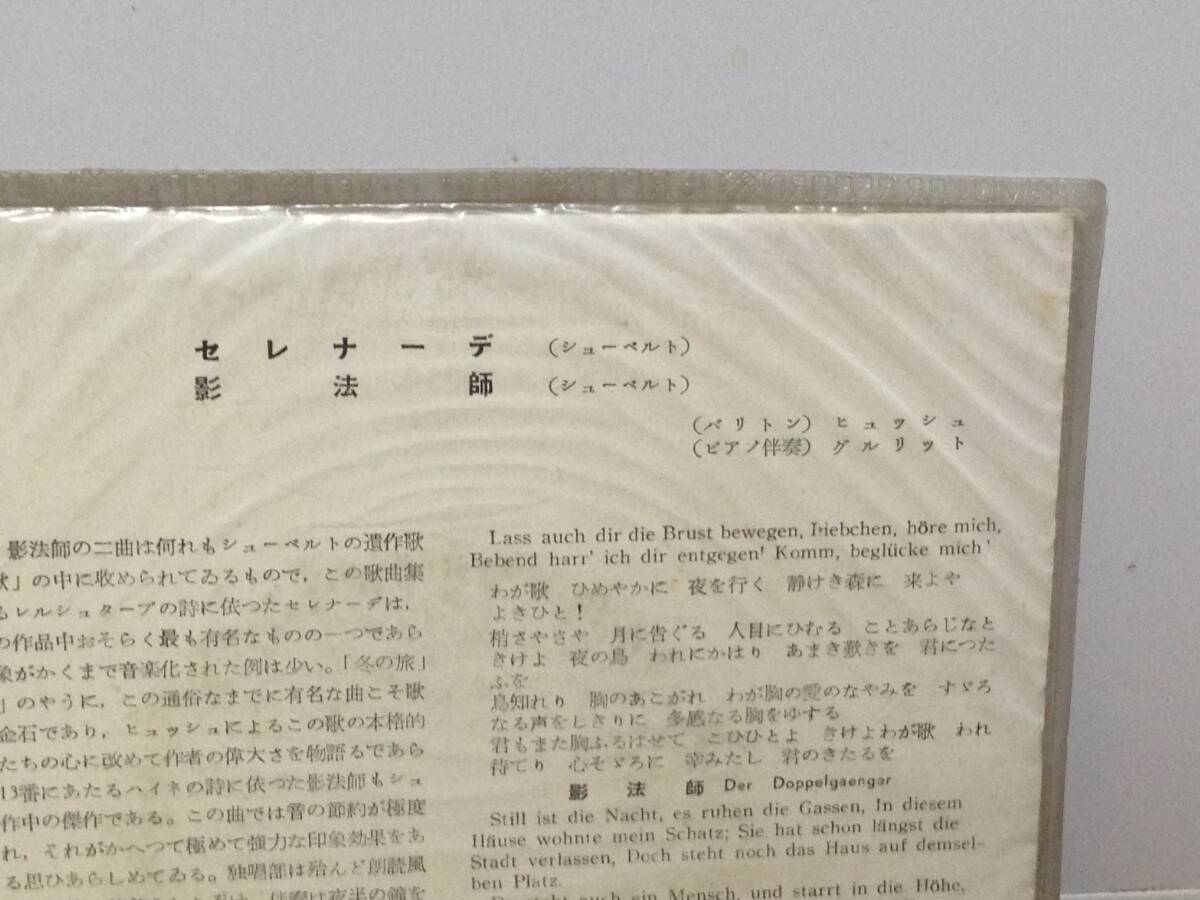 セレナーデ (シューベルト)
影法師 (シューベルト)
(バリトン) ヒュッシュ
(ピアノ伴奏) グルリット
影法師の二曲は何れもシューベルトの遺作歌
」の中に収められてゐるもので，この歌曲集
もレルシュタープの詩に依つたセレナーデは，
の作品中おそらく最も有名なものの一つであら
象がかくまで音楽化された例は少い。「冬の旅」
」のやうに，この通俗なまでに有名な曲こそ歌
金石であり，ヒュッシュによるこの歌の本格的
たちの心に改めて作者の偉大さを物語るであら
13番にあたるハイネの詩に依つた影法師もシュ
作中の傑作である。この曲では音の節約が極度
れ，それがかへつて極めて強力な印象効果をあ
る思ひあらしめてゐる。独唱部は殆んど朗読風
伴奏は夜半の鐘を
Lass auch dir die Brust bewegen, Liebchen, höre mich,
Bebend harr' ich dir entgegen! Komm, beglücke mich'
わが歌　ひめやかに　夜を行く　静けき森に　来よや
よきひと！
梢さやさや　月に告ぐる　人目にひむる　ことあらじなと
きけよ　夜の鳥　われにかはり　あまき歎きを　君につた
ふを
鳥知れり　胸のあこがれ　わが胸の愛のなやみを　すゞろ
なる声をしきりに　多感なる胸をゆする
君もまた胸ふるはせて　こひひとよ　きけよわが歌　われ
待てり　心そゞろに　幸みたし　君のきたるを
影法師 Der Doppelgaenger
Still ist die Nacht, es ruhen die Gassen, In diesem
Häuse wohnte mein Schatz; Sie hat schon längst die
Stadt verlassen, Doch steht noch das Haus auf demsel-
ben Platz.
auch ein Mensch, und starrt in die Höhe,